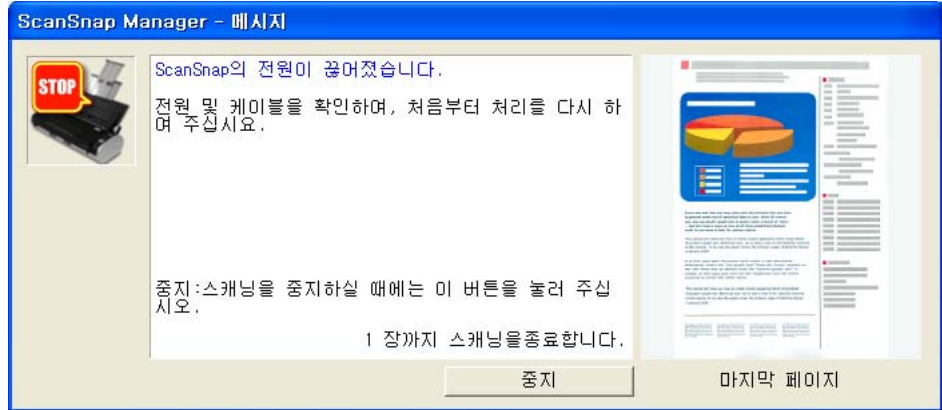 ScanSnap Manager - 메시지
STOP
ScanSnap의 전원이 끊어졌습니다.
전원 및 케이블을 확인하며, 처음부터 처리를 다시 하
며 주십시요.
중지:스캐닝을 중지하실 때에는 이 버튼을 눌러 주십
시오.
1 장까지 스캐닝을종료합니다.
중지
마지막 페이지